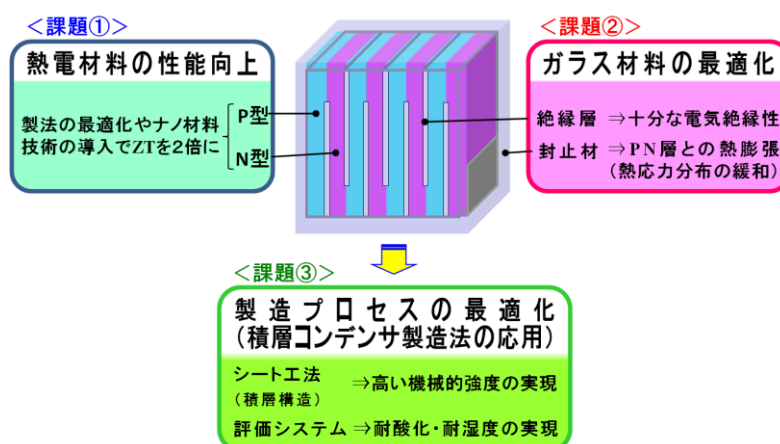 ＜課題①＞
熱電材料の性能向上
製法の最適化やナノ材料
技術の導入でZTを2倍に
P型
N型
＜課題②＞
ガラス材料の最適化
絶縁層 ⇒十分な電気絶縁性
封止材 ⇒PN層との熱膨張
(熱応力分布の緩和)
＜課題③＞
製造プロセスの最適化
(積層コンデンサ製造法の応用)
シート工法 ⇒高い機械的強度の実現
(積層構造)
評価システム ⇒耐酸化・耐湿度の実現